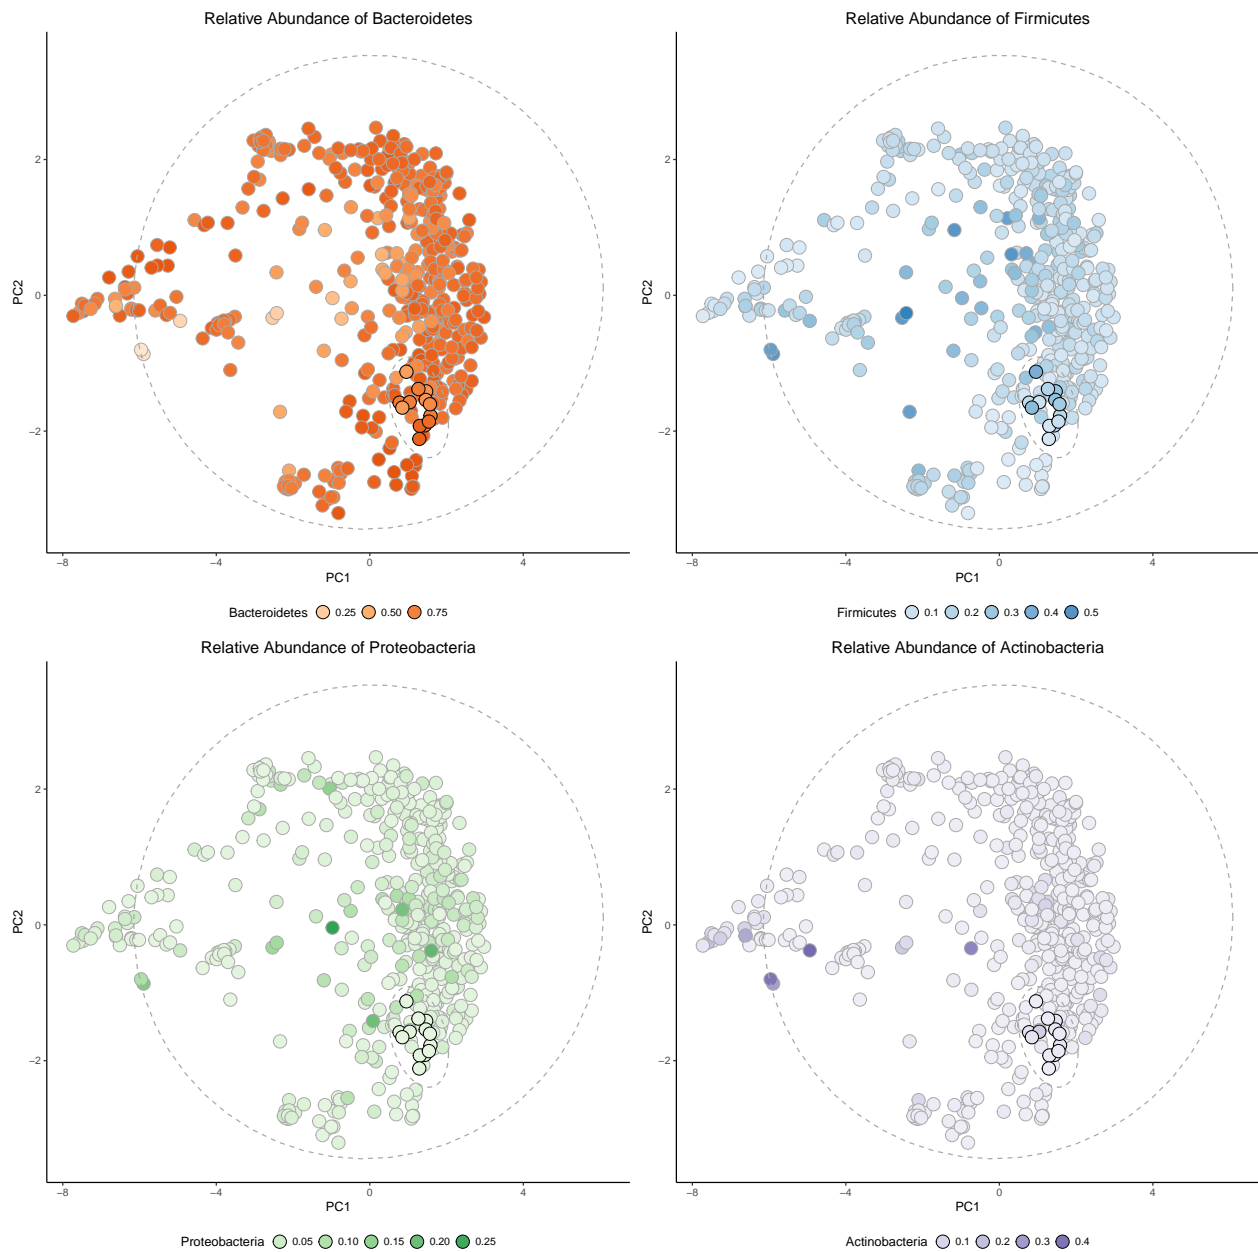 Relative Abundance of Bacteroidetes
PC2
2
0
−2
−8
−4
0
4
PC1
Bacteroidetes 0.25 0.50 0.75
Relative Abundance of Firmicutes
PC2
2
0
−2
−8
−4
0
4
PC1
Firmicutes 0.1 0.2 0.3 0.4 0.5
Relative Abundance of Proteobacteria
PC2
2
0
−2
−8
−4
0
4
PC1
Proteobacteria 0.05 0.10 0.15 0.20 0.25
Relative Abundance of Actinobacteria
PC2
2
0
−2
−8
−4
0
4
PC1
Actinobacteria 0.1 0.2 0.3 0.4